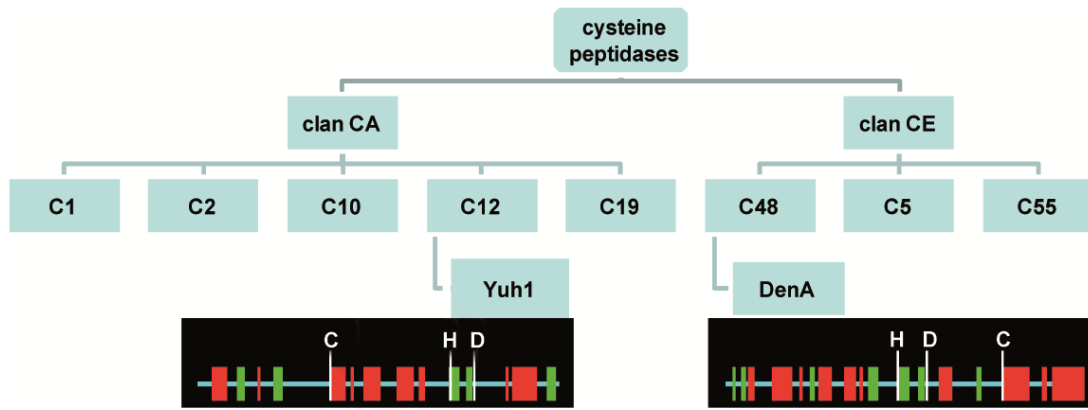 cysteine
peptidases
clan CA
clan CE
C1 C2 C10 C12 C19 C48 C5 C55
Yuh1
DenA
C H D
H D C